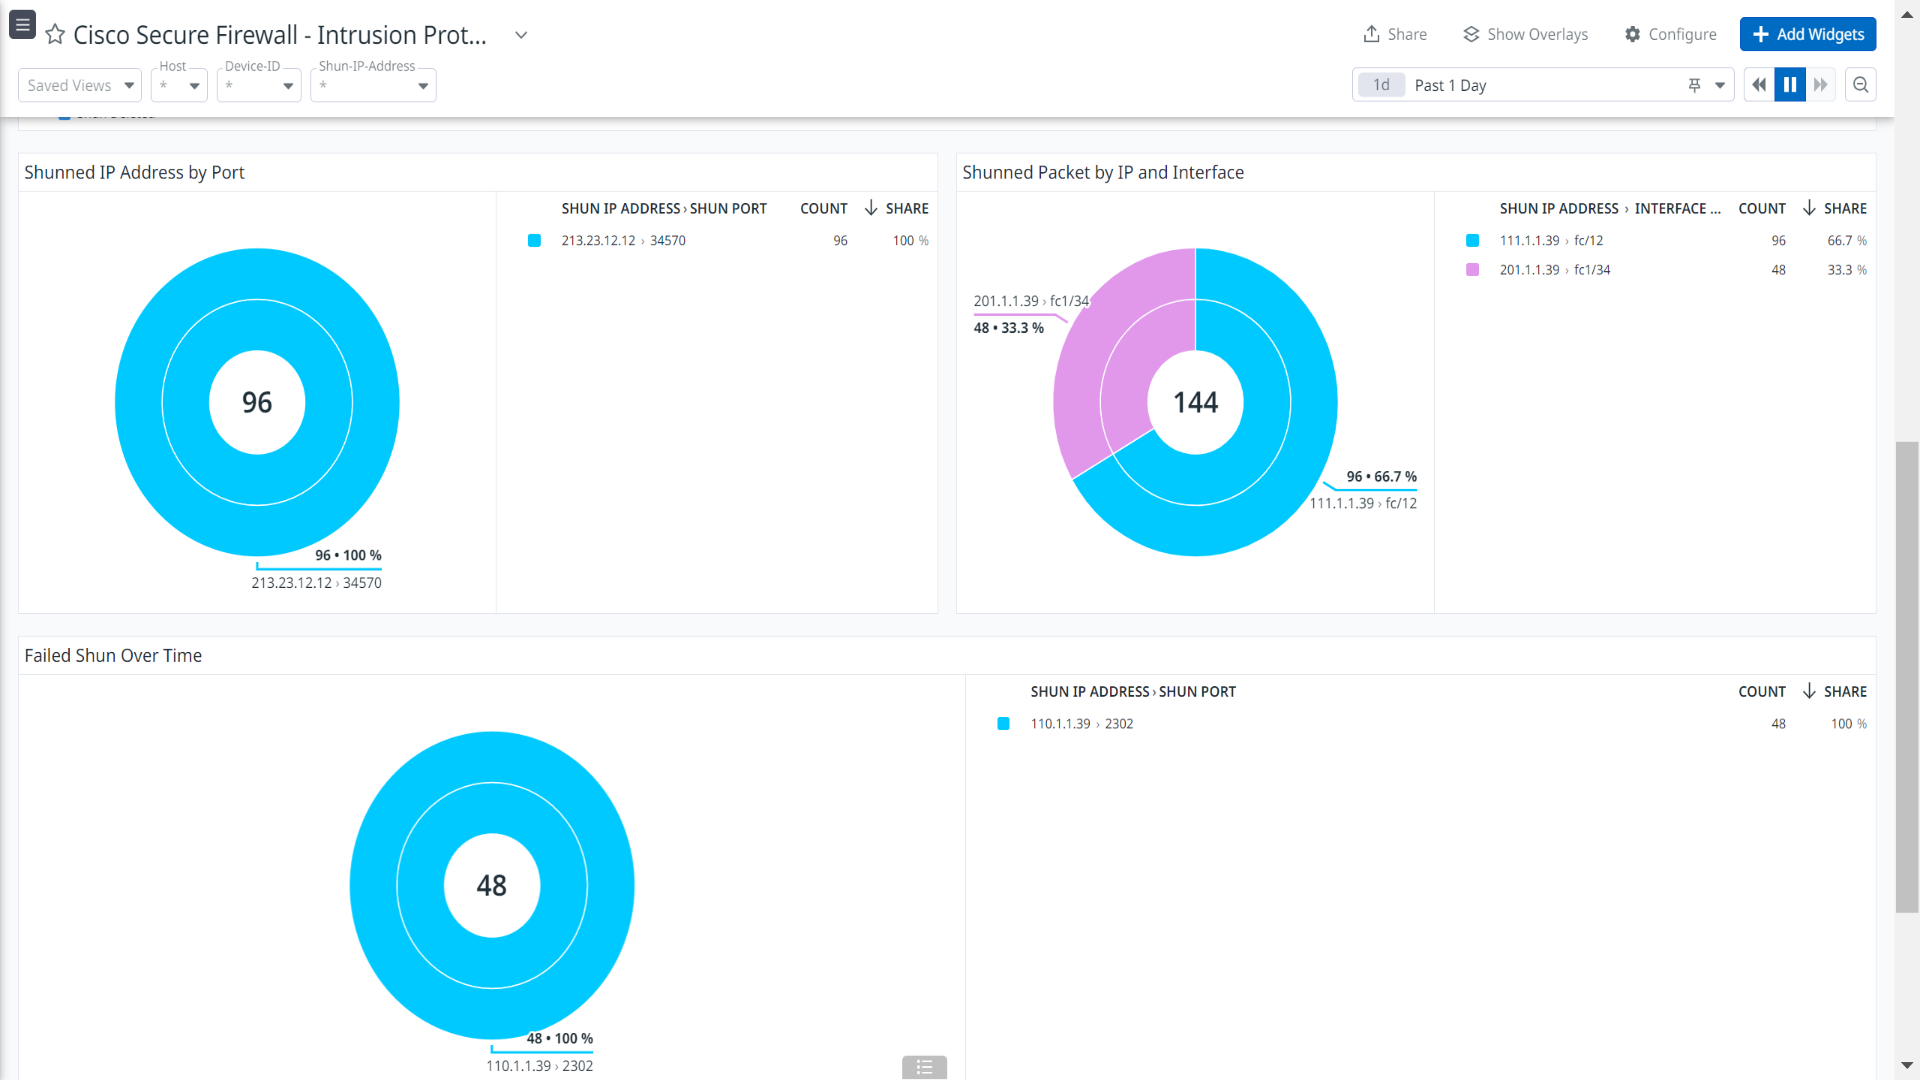 Cisco Secure Firewall - Intrusion Prot...
Share
Show Overlays
Configure
Add Widgets
Saved Views
Host
*
Device-ID
*
Shun-IP-Address
*
1d
Past 1 Day
Shunned IP Address by Port
SHUN IP ADDRESS › SHUN PORT COUNT SHARE
213.23.12.12 › 34570 96 100 %
96
96 • 100 %
213.23.12.12 › 34570
Shunned Packet by IP and Interface
SHUN IP ADDRESS › INTERFACE ... COUNT SHARE
111.1.1.39 › fc/12 96 66.7 %
201.1.1.39 › fc1/34 48 33.3 %
201.1.1.39 › fc1/34
48 • 33.3 %
144
96 • 66.7 %
111.1.1.39 › fc/12
Failed Shun Over Time
SHUN IP ADDRESS › SHUN PORT COUNT SHARE
110.1.1.39 › 2302 48 100 %
48
48 • 100 %
110.1.1.39 › 2302